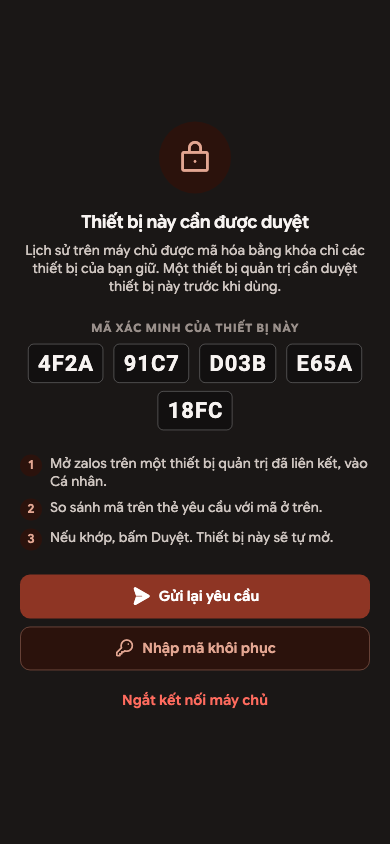 Thiết bị này cần được duyệt
Lịch sử trên máy chủ được mã hóa bằng khóa chỉ các
thiết bị của bạn giữ. Một thiết bị quản trị cần duyệt
thiết bị này trước khi dùng.
MÃ XÁC MINH CỦA THIẾT BỊ NÀY
4F2A 91C7 D03B E65A
18FC
1 Mở zalos trên một thiết bị quản trị đã liên kết, vào
Cá nhân.
2 So sánh mã trên thẻ yêu cầu với mã ở trên.
3 Nếu khớp, bấm Duyệt. Thiết bị này sẽ tự mở.
Gửi lại yêu cầu
Nhập mã khôi phục
Ngắt kết nối máy chủ